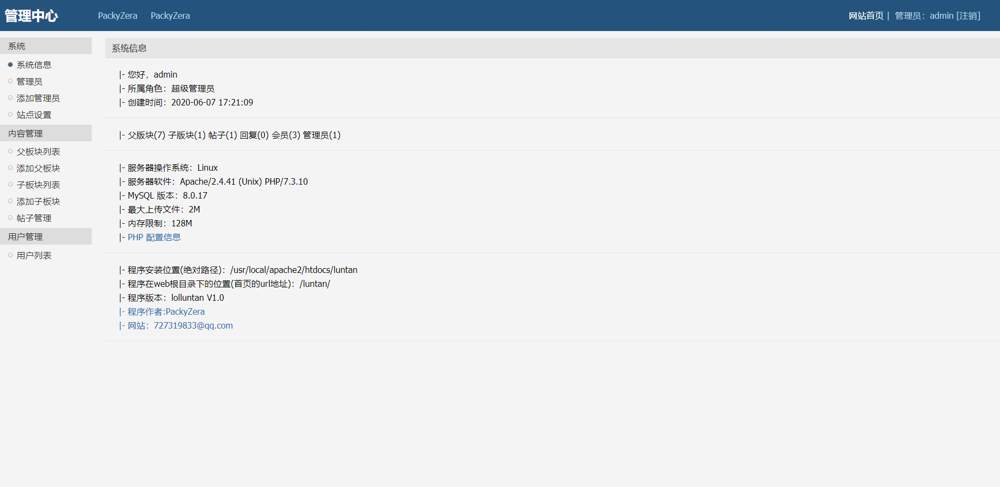 管理中心 PackyZera PackyZera 网站首页 | 管理员：admin [注销]
系统
系统信息
管理员
添加管理员
站点设置
内容管理
父板块列表
添加父板块
子板块列表
添加子板块
帖子管理
用户管理
用户列表
系统信息
|- 您好，admin
|- 所属角色：超级管理员
|- 创建时间：2020-06-07 17:21:09
|- 父版块(7) 子版块(1) 帖子(1) 回复(0) 会员(3) 管理员(1)
|- 服务器操作系统：Linux
|- 服务器软件：Apache/2.4.41 (Unix) PHP/7.3.10
|- MySQL 版本：8.0.17
|- 最大上传文件：2M
|- 内存限制：128M
|- PHP 配置信息
|- 程序安装位置(绝对路径)：/usr/local/apache2/htdocs/luntan
|- 程序在web根目录下的位置(首页的url地址)：/luntan/
|- 程序版本：lolluntan V1.0
|- 程序作者:PackyZera
|- 网站：727319833@qq.com